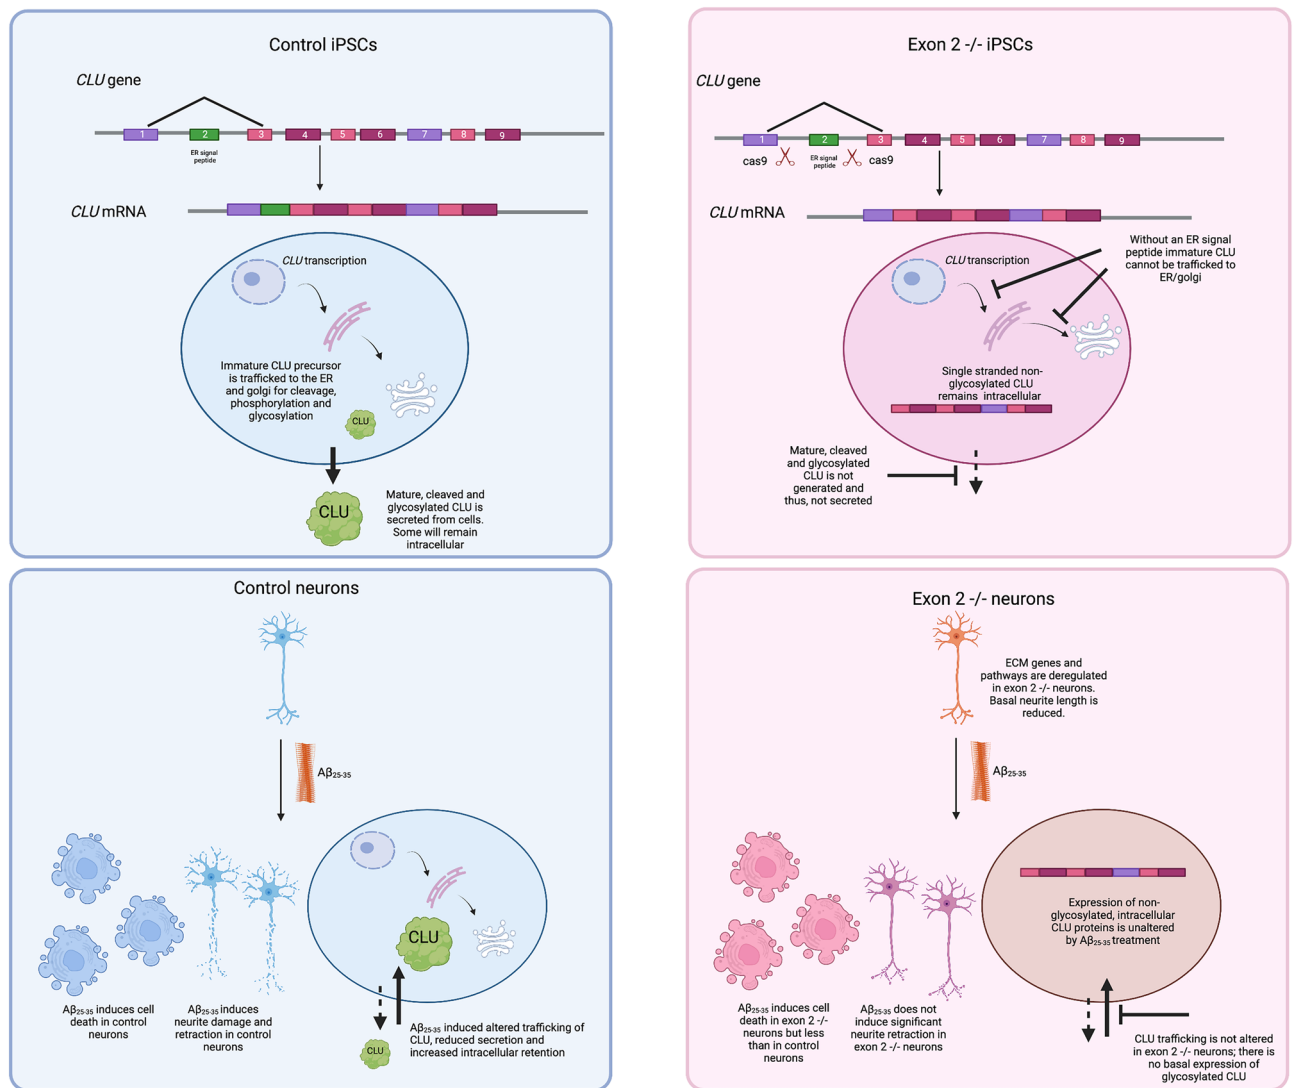 Control iPSCs
CLU gene
1 2 3 4 5 6 7 8 9
ER signal
peptide
CLU mRNA
CLU transcription
Immature CLU precursor
is trafficked to the ER
and golgi for cleavage,
phosphorylation and
glycosylation
CLU
CLU
Mature, cleaved and
glycosylated CLU is
secreted from cells.
Some will remain
intracellular
Exon 2 -/- iPSCs
CLU gene
1 2 3 4 5 6 7 8 9
cas9
ER signal
peptide
cas9
CLU mRNA
CLU transcription
Without an ER signal
peptide immature CLU
cannot be trafficked to
ER/golgi
Single stranded non-
glycosylated CLU
remains intracellular
Mature, cleaved
and glycosylated
CLU is not
generated and
thus, not secreted
Control neurons
Aβ25-35
CLU
Aβ25-35 induces cell
death in control
neurons
Aβ25-35 induces
neurite damage and
retraction in control
neurons
CLU
Aβ25-35 induced altered trafficking of
CLU, reduced secretion and
increased intracellular retention
Exon 2 -/- neurons
ECM genes and
pathways are deregulated
in exon 2 -/- neurons.
Basal neurite length is
reduced.
Aβ25-35
Expression of non-
glycosylated, intracellular
CLU proteins is unaltered
by Aβ25-35 treatment
Aβ25-35 induces cell
death in exon 2 -/-
neurons but less
than in control
neurons
Aβ25-35 does not
induce significant
neurite retraction in
exon 2 -/- neurons
CLU trafficking is not altered
in exon 2 -/- neurons; there is
no basal expression of
glycosylated CLU